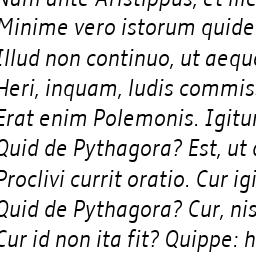 Nam ante Aristippus, et ille
Minime vero istorum quide
Illud non continuo, ut aequ
Heri, inquam, ludis commis
Erat enim Polemonis. Igitur
Quid de Pythagora? Est, ut
Proclivi currit oratio. Cur igi
Quid de Pythagora? Cur, nis
Cur id non ita fit? Quippe: h